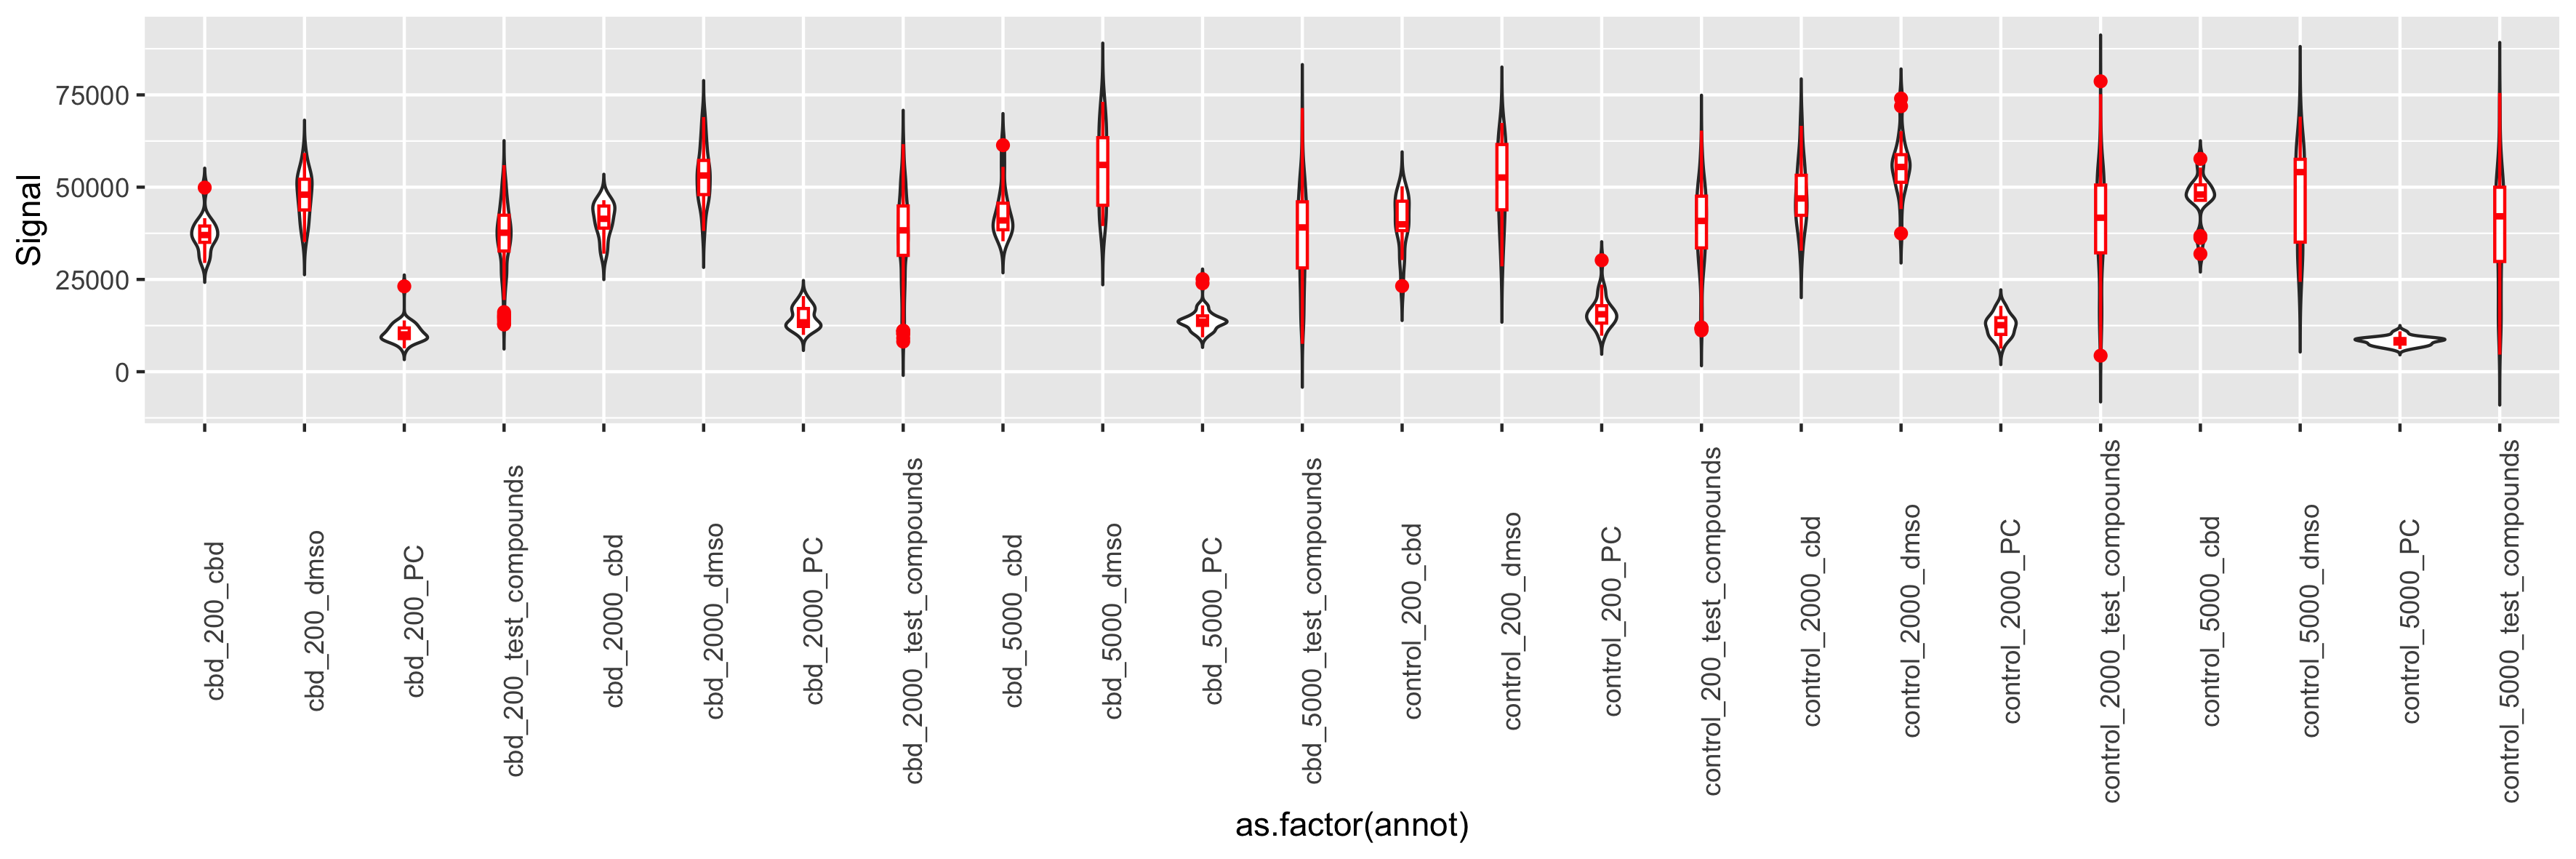 Signal
75000
50000
25000
0
cbd_200_cbd
cbd_200_dmso
cbd_200_PC
cbd_200_test_compounds
cbd_2000_cbd
cbd_2000_dmso
cbd_2000_PC
cbd_2000_test_compounds
cbd_5000_cbd
cbd_5000_dmso
cbd_5000_PC
cbd_5000_test_compounds
control_200_cbd
control_200_dmso
control_200_PC
control_200_test_compounds
control_2000_cbd
control_2000_dmso
control_2000_PC
control_2000_test_compounds
control_5000_cbd
control_5000_dmso
control_5000_PC
control_5000_test_compounds
as.factor(annot)